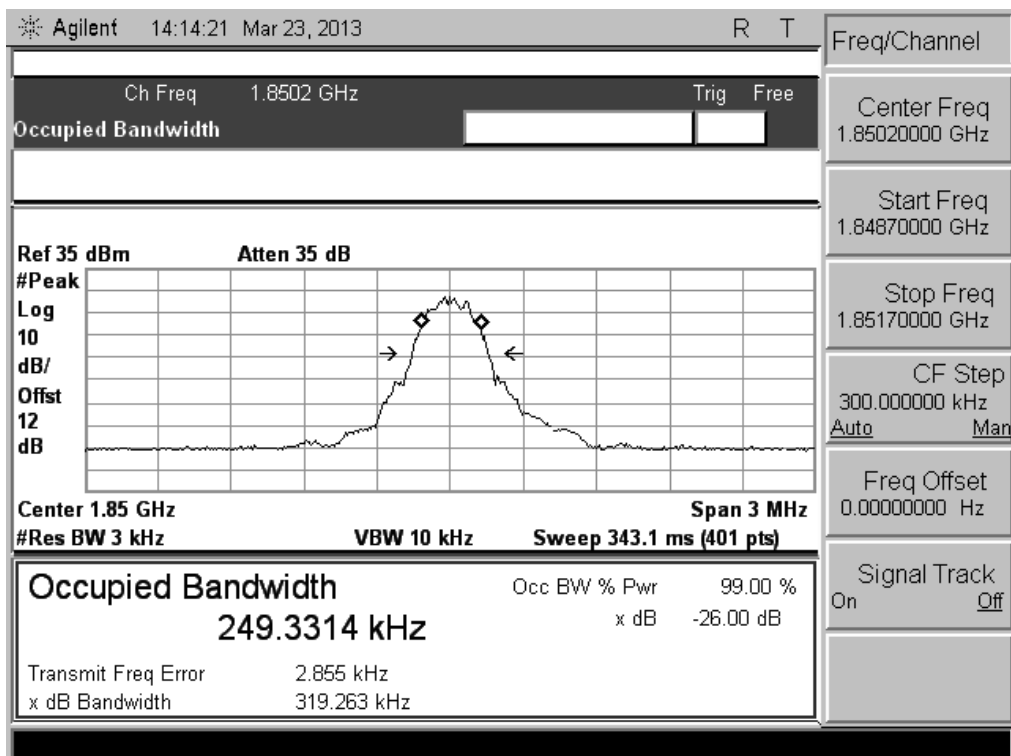 Agilent 14:14:21 Mar 23, 2013 R T
Freq/Channel
Ch Freq 1.8502 GHz Trig Free
Occupied Bandwidth
Center Freq
1.85020000 GHz
Start Freq
1.84870000 GHz
Stop Freq
1.85170000 GHz
CF Step
300.000000 kHz
Auto Man
Freq Offset
0.00000000 Hz
Signal Track
On Off
Ref 35 dBm Atten 35 dB
#Peak
Log
10
dB/
Offst
12
dB
Center 1.85 GHz Span 3 MHz
#Res BW 3 kHz VBW 10 kHz Sweep 343.1 ms (401 pts)
Occupied Bandwidth
249.3314 kHz
Occ BW % Pwr 99.00 %
x dB -26.00 dB
Transmit Freq Error 2.855 kHz
x dB Bandwidth 319.263 kHz